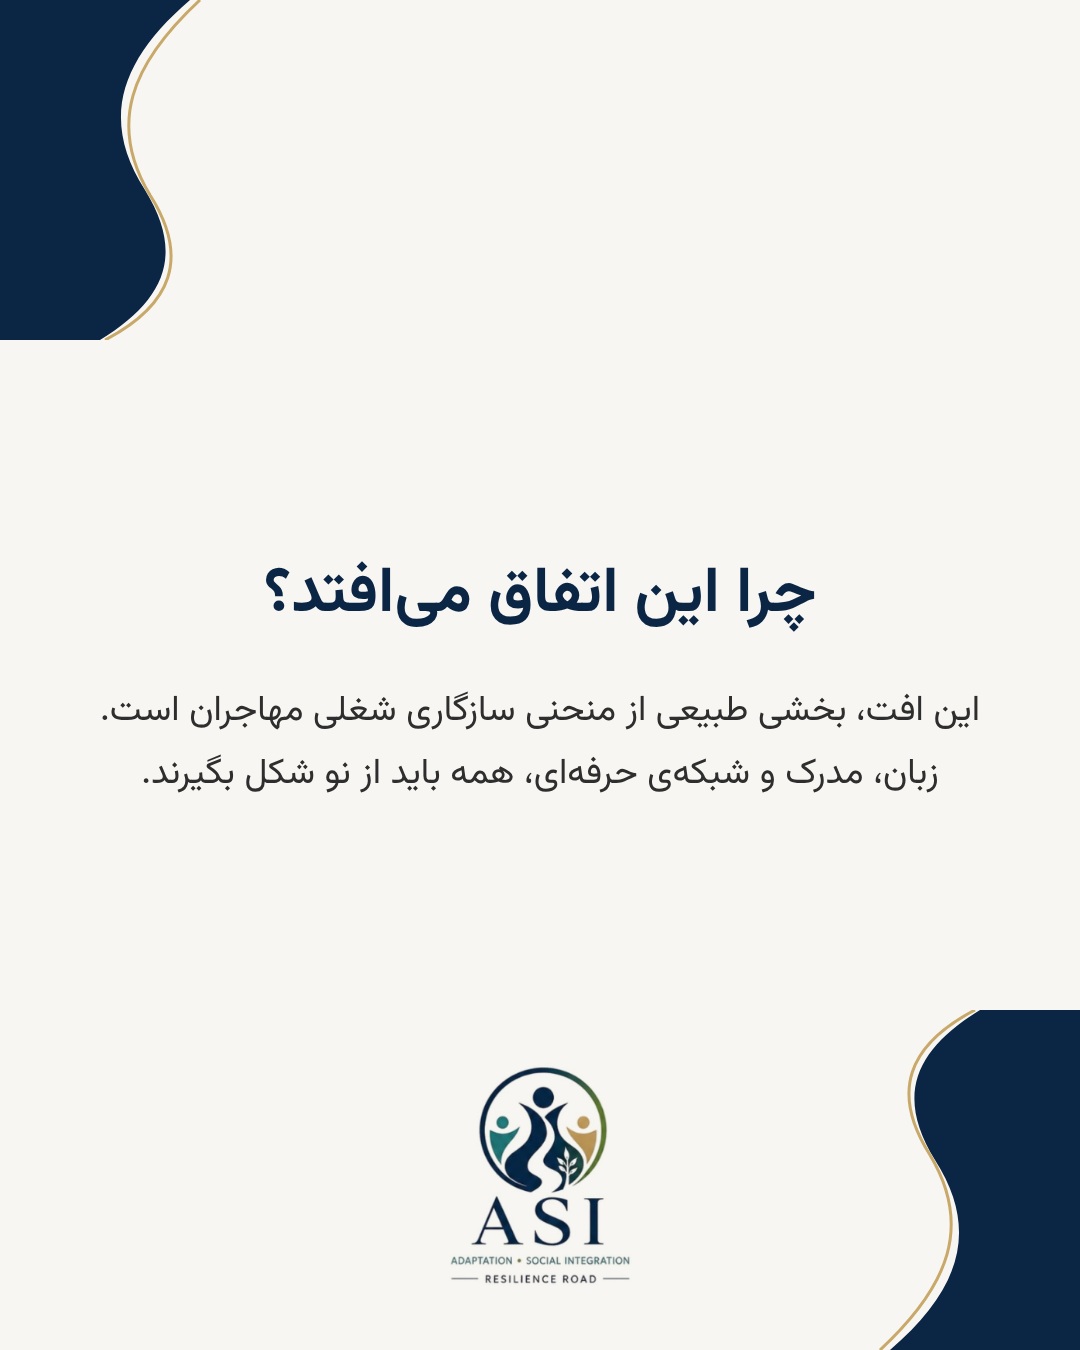 چرا این اتفاق می‌افتد؟
این افت، بخشی طبیعی از منحنی سازگاری شغلی مهاجران است.
زبان، مدرک و شبکه‌ی حرفه‌ای، همه باید از نو شکل بگیرند.
ASI
ADAPTATION • SOCIAL INTEGRATION
RESILIENCE ROAD